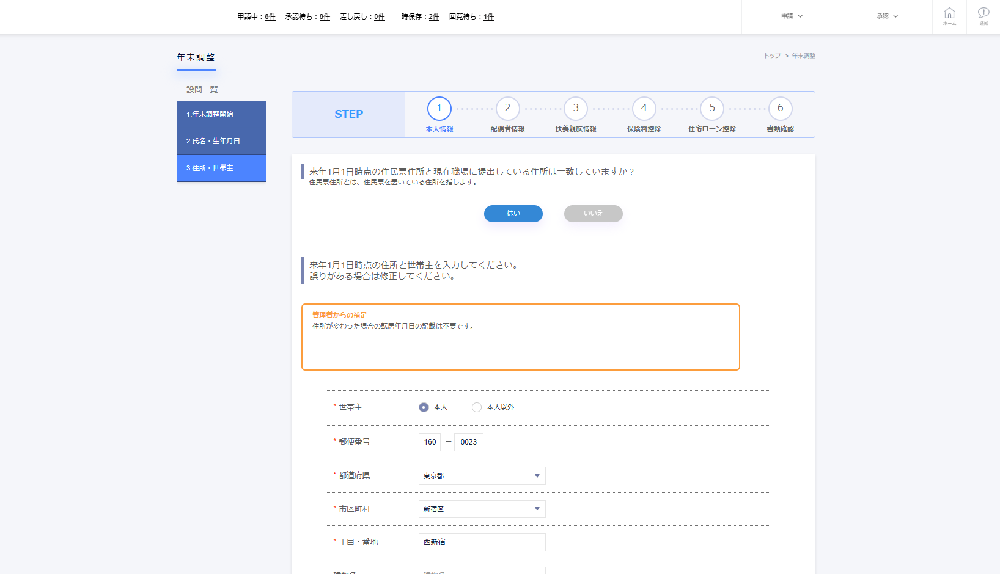 申請中：8件 承認待ち：8件 差し戻し：0件 一時保存：2件 回覧待ち：1件
申請 承認 ホーム 通知
年末調整
トップ > 年末調整
設問一覧
1.年末調整開始
2.氏名・生年月日
3.住所・世帯主
STEP
1 2 3 4 5 6
本人情報 配偶者情報 扶養親族情報 保険料控除 住宅ローン控除 書類確認
来年1月1日時点の住民票住所と現在職場に提出している住所は一致していますか？
住民票住所とは、住民票を置いている住所を指します。
はい いいえ
来年1月1日時点の住所と世帯主を入力してください。
誤りがある場合は修正してください。
管理者からの補足
住所が変わった場合の転居年月日の記載は不要です。
* 世帯主 本人 本人以外
* 郵便番号 160 － 0023
* 都道府県 東京都
* 市区町村 新宿区
* 丁目・番地 西新宿